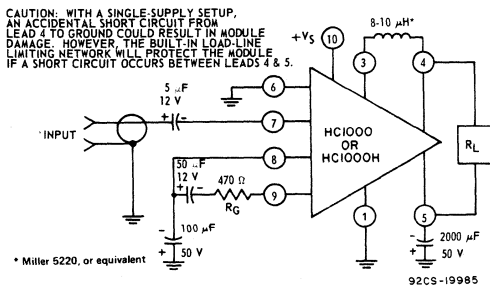 CAUTION: WITH A SINGLE-SUPPLY SETUP,
AN ACCIDENTAL SHORT CIRCUIT FROM
LEAD 4 TO GROUND COULD RESULT IN MODULE
DAMAGE. HOWEVER, THE BUILT-IN LOAD-LINE
LIMITING NETWORK WILL PROTECT THE MODULE
IF A SHORT CIRCUIT OCCURS BETWEEN LEADS 4 & 5.
8-10 μH*
+VS
10
3
4
5 μF
12 V
+ -
6
7
INPUT
HC1000
OR
HC1000H
RL
50 μF
12 V
+ -
8
470 Ω
RG
9
1
5
-
100 μF
+
50 V
-
2000 μF
+
50 V
* Miller 5220, or equivalent
92CS-19985